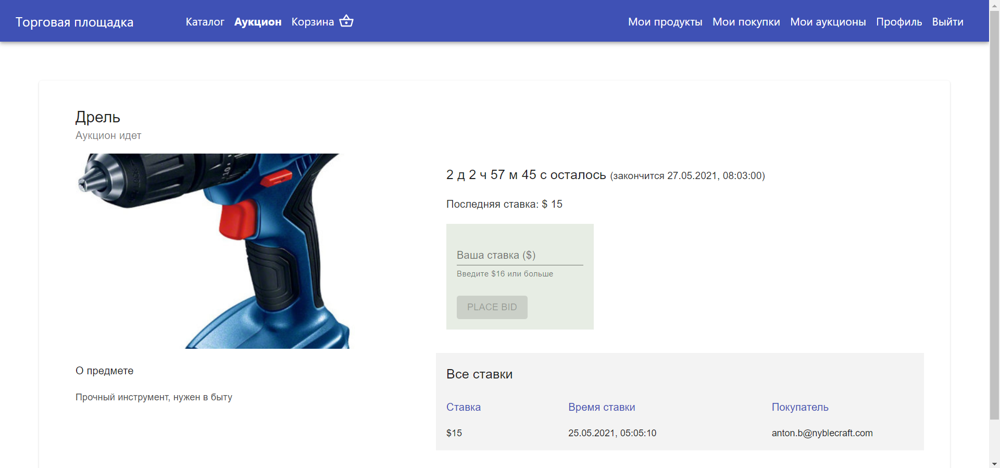 Торговая площадка
Каталог Аукцион Корзина
Мои продукты Мои покупки Мои аукционы Профиль Выйти
Дрель
Аукцион идет
10
2 д 2 ч 57 м 45 с осталось (закончится 27.05.2021, 08:03:00)
Последняя ставка: $ 15
Ваша ставка ($)
Введите $16 или больше
PLACE BID
О предмете
Прочный инструмент, нужен в быту
Все ставки
Ставка Время ставки Покупатель
$15 25.05.2021, 05:05:10 anton.b@nyblecraft.com